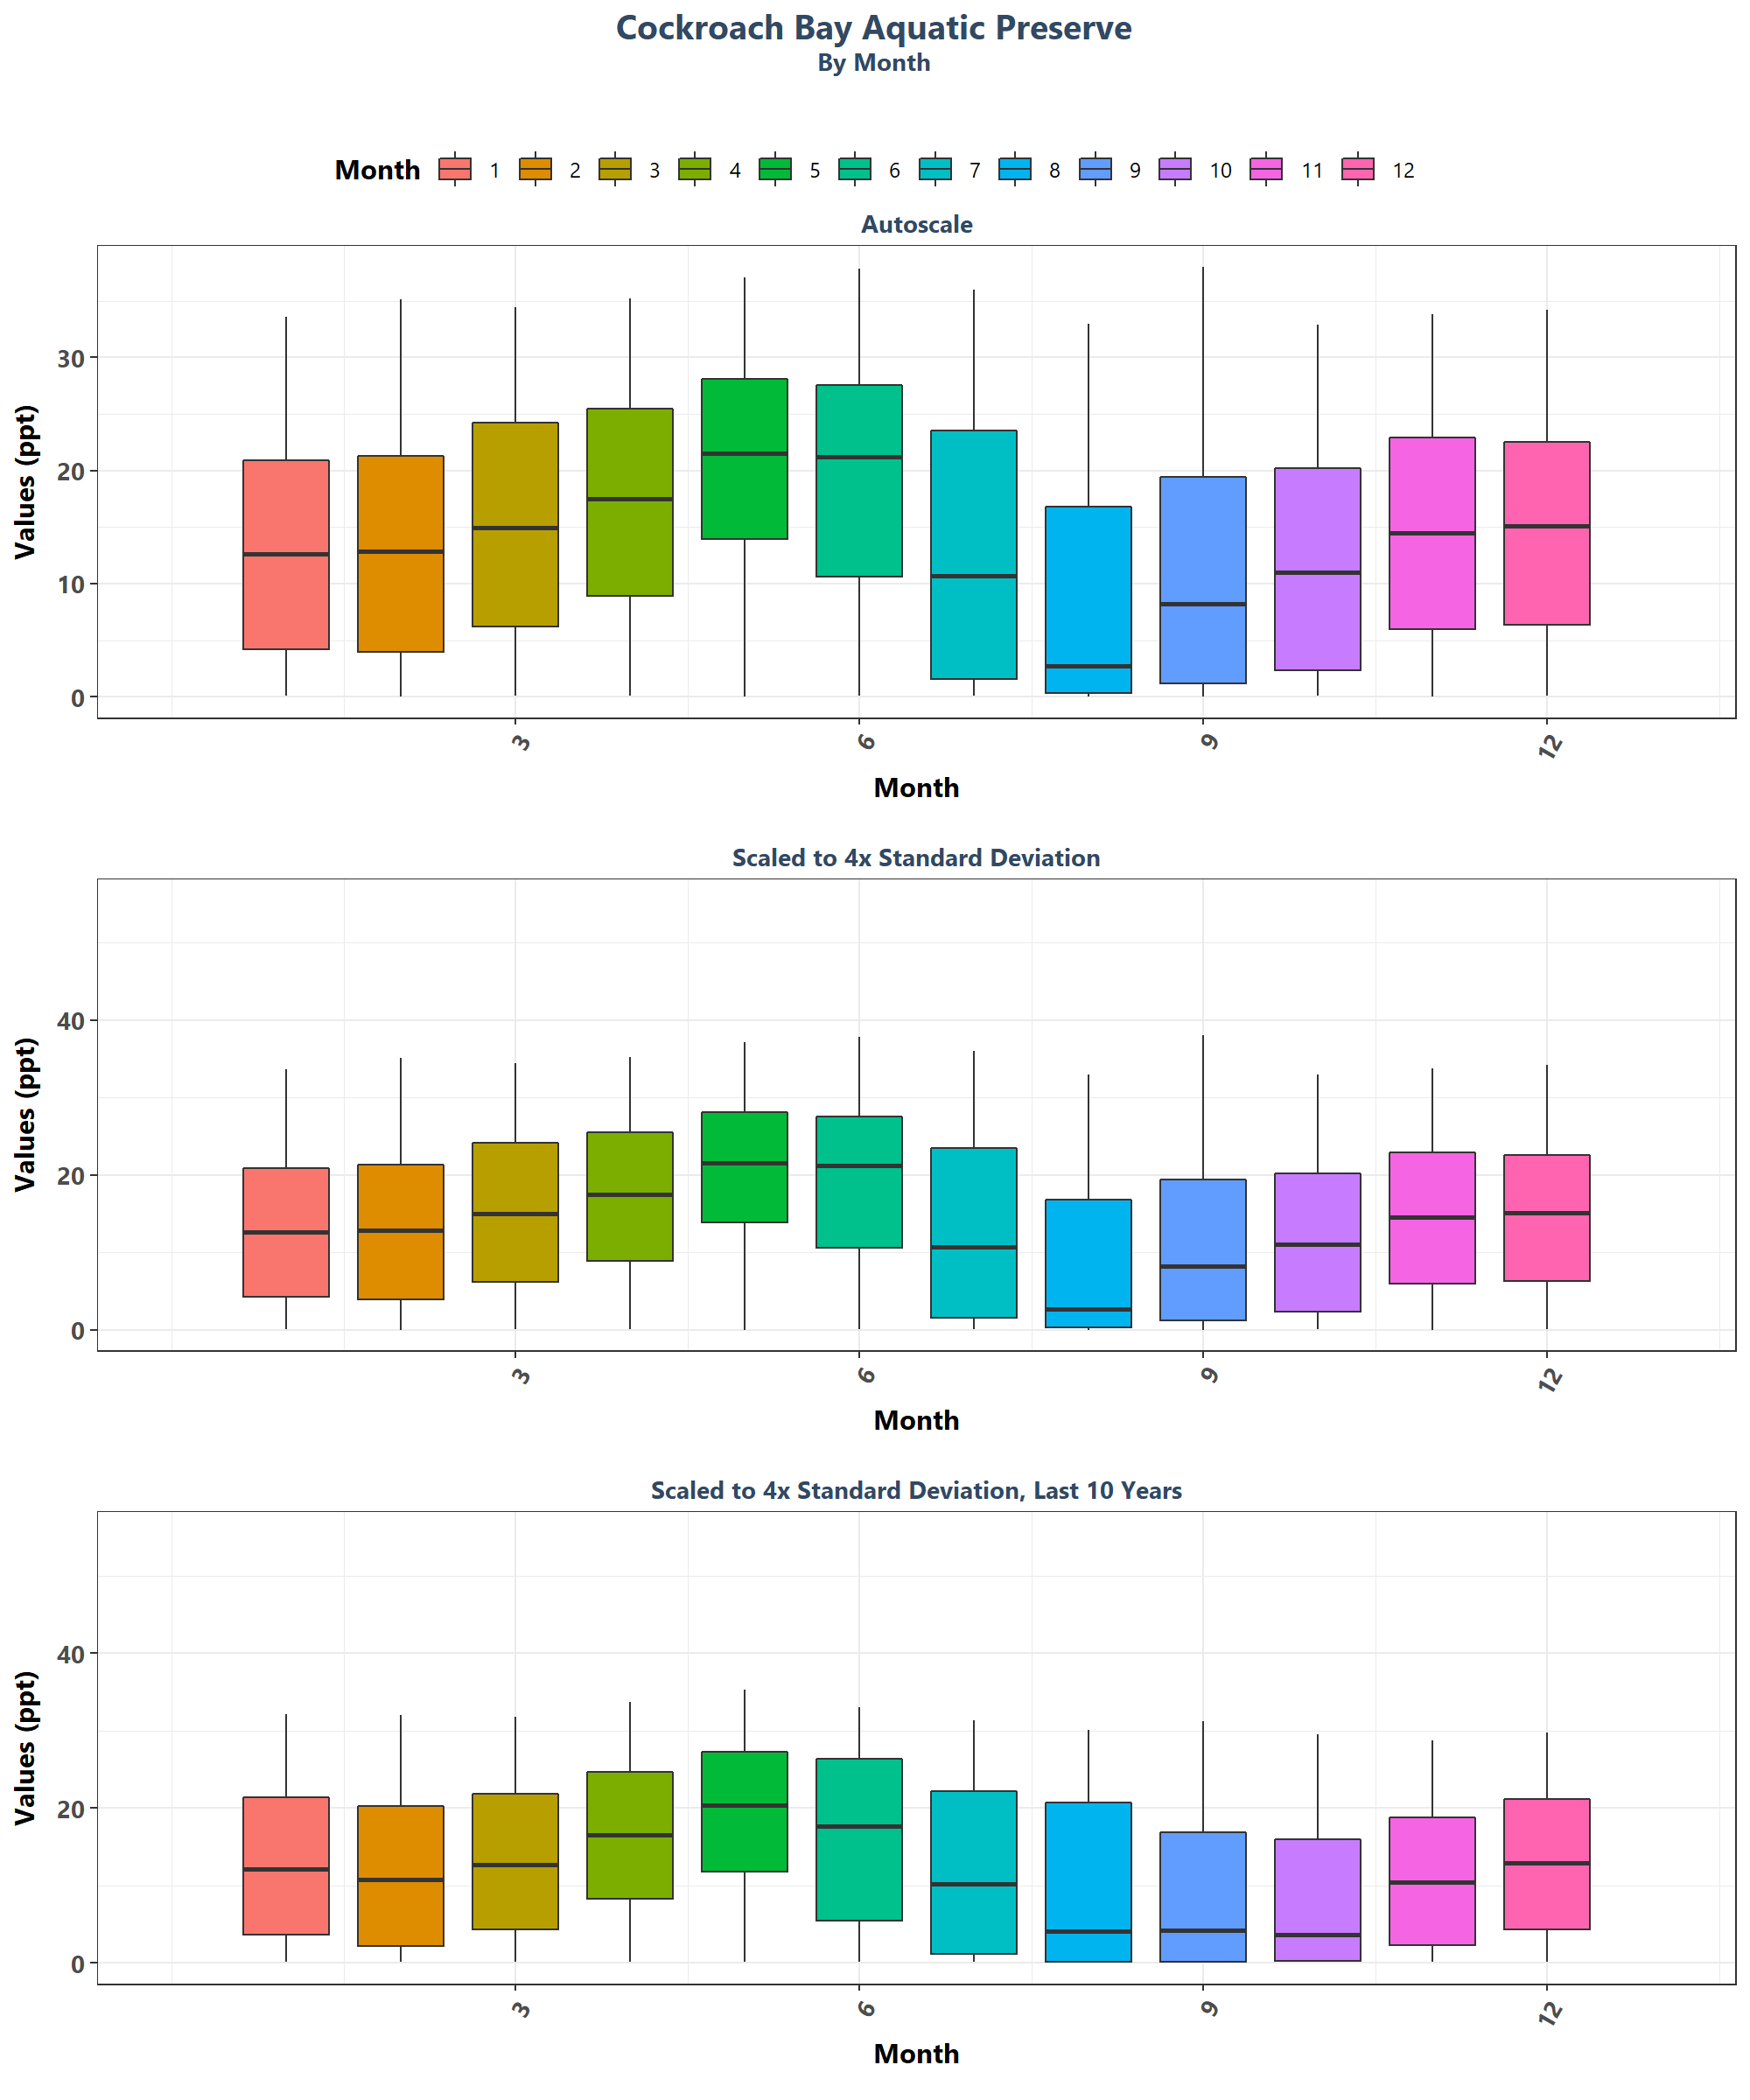 Cockroach Bay Aquatic Preserve
By Month
Month 1 2 3 4 5 6 7 8 9 10 11 12
Autoscale
Values (ppt)
30
20
10
0
3 6 9 12
Month
Scaled to 4x Standard Deviation
Values (ppt)
40
20
0
3 6 9 12
Month
Scaled to 4x Standard Deviation, Last 10 Years
Values (ppt)
40
20
0
3 6 9 12
Month